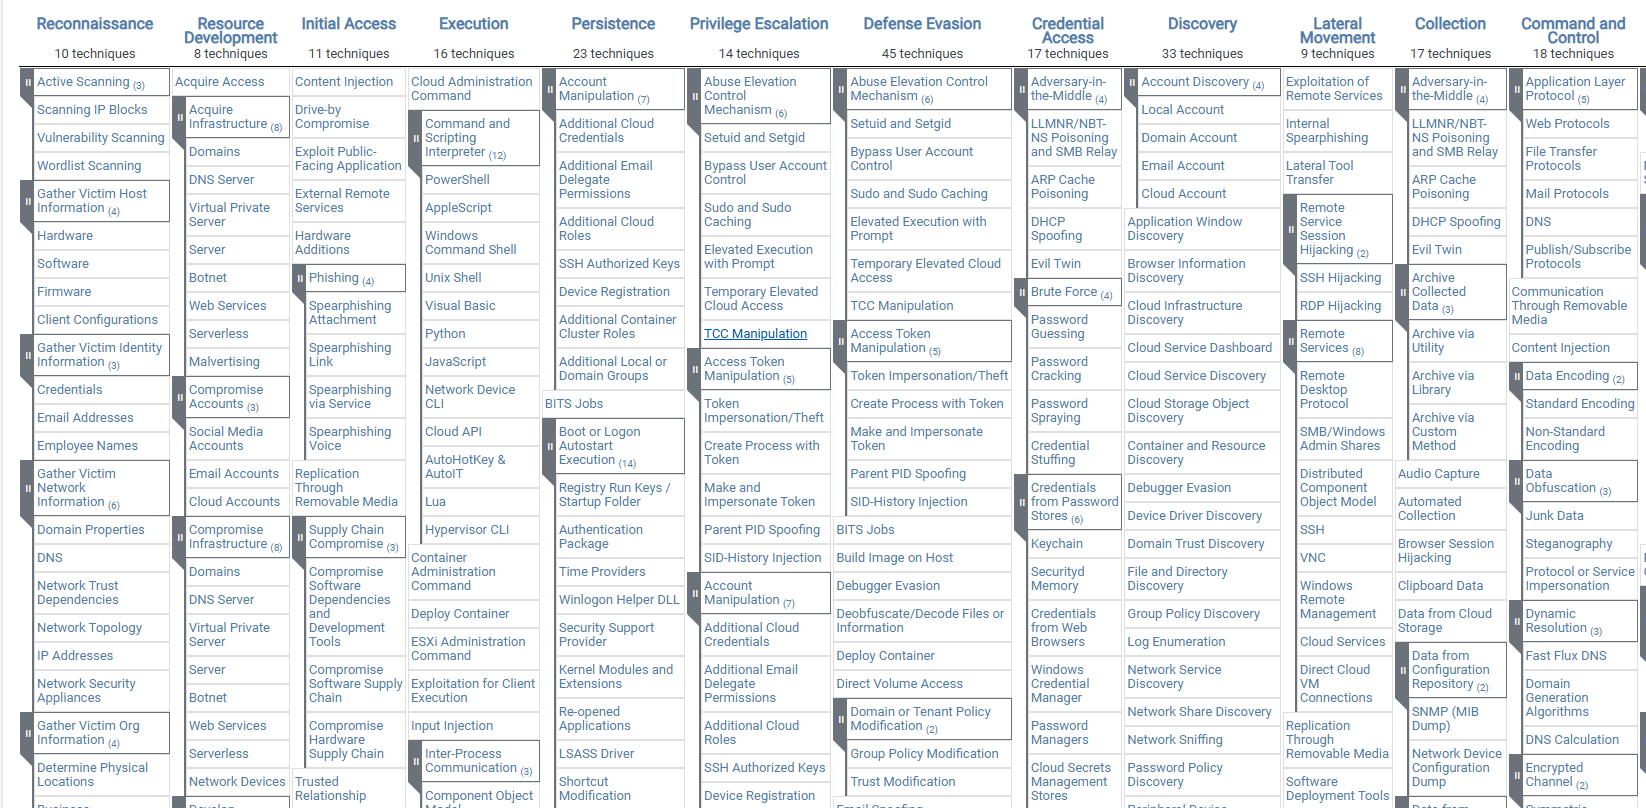 Reconnaissance
10 techniques
Active Scanning (3)
Scanning IP Blocks
Vulnerability Scanning
Wordlist Scanning
Gather Victim Host
Information (4)
Hardware
Software
Firmware
Client Configurations
Gather Victim Identity
Information (3)
Credentials
Email Addresses
Employee Names
Gather Victim
Network
Information (6)
Domain Properties
DNS
Network Trust
Dependencies
Network Topology
IP Addresses
Network Security
Appliances
Gather Victim Org
Information (4)
Determine Physical
Locations
Resource
Development
8 techniques
Acquire Access
Acquire
Infrastructure (8)
Domains
DNS Server
Virtual Private
Server
Server
Botnet
Web Services
Serverless
Malvertising
Compromise
Accounts (3)
Social Media
Accounts
Email Accounts
Cloud Accounts
Compromise
Infrastructure (8)
Domains
DNS Server
Virtual Private
Server
Server
Botnet
Web Services
Serverless
Network Devices
Initial Access
11 techniques
Content Injection
Drive-by
Compromise
Exploit Public-
Facing Application
External Remote
Services
Hardware
Additions
Phishing (4)
Spearphishing
Attachment
Spearphishing
Link
Spearphishing
via Service
Spearphishing
Voice
Replication
Through
Removable Media
Supply Chain
Compromise (3)
Compromise
Software
Dependencies
and
Development
Tools
Compromise
Software Supply
Chain
Compromise
Hardware
Supply Chain
Trusted
Relationship
Execution
16 techniques
Cloud Administration
Command
Command and
Scripting
Interpreter (12)
PowerShell
AppleScript
Windows
Command Shell
Unix Shell
Visual Basic
Python
JavaScript
Network Device
CLI
Cloud API
AutoHotKey &
AutoIT
Lua
Hypervisor CLI
Container
Administration
Command
Deploy Container
ESXi Administration
Command
Exploitation for Client
Execution
Input Injection
Inter-Process
Communication (3)
Component Object
Persistence
23 techniques
Account
Manipulation (7)
Additional Cloud
Credentials
Additional Email
Delegate
Permissions
Additional Cloud
Roles
SSH Authorized Keys
Device Registration
Additional Container
Cluster Roles
Additional Local or
Domain Groups
BITS Jobs
Boot or Logon
Autostart
Execution (14)
Registry Run Keys /
Startup Folder
Authentication
Package
Time Providers
Winlogon Helper DLL
Security Support
Provider
Kernel Modules and
Extensions
Re-opened
Applications
LSASS Driver
Shortcut
Modification
Privilege Escalation
14 techniques
Abuse Elevation
Control
Mechanism (6)
Setuid and Setgid
Bypass User Account
Control
Sudo and Sudo
Caching
Elevated Execution
with Prompt
Temporary Elevated
Cloud Access
TCC Manipulation
Access Token
Manipulation (5)
Token
Impersonation/Theft
Create Process with
Token
Make and
Impersonate Token
Parent PID Spoofing
SID-History Injection
Account
Manipulation (7)
Additional Cloud
Credentials
Additional Email
Delegate
Permissions
Additional Cloud
Roles
SSH Authorized Keys
Device Registration
Defense Evasion
45 techniques
Abuse Elevation Control
Mechanism (6)
Setuid and Setgid
Bypass User Account
Control
Sudo and Sudo Caching
Elevated Execution with
Prompt
Temporary Elevated Cloud
Access
TCC Manipulation
Access Token
Manipulation (5)
Token Impersonation/Theft
Create Process with Token
Make and Impersonate
Token
Parent PID Spoofing
SID-History Injection
BITS Jobs
Build Image on Host
Debugger Evasion
Deobfuscate/Decode Files or
Information
Deploy Container
Direct Volume Access
Domain or Tenant Policy
Modification (2)
Group Policy Modification
Trust Modification
Credential
Access
17 techniques
Adversary-in-
the-Middle (4)
LLMNR/NBT-
NS Poisoning
and SMB Relay
ARP Cache
Poisoning
DHCP
Spoofing
Evil Twin
Brute Force (4)
Password
Guessing
Password
Cracking
Password
Spraying
Credential
Stuffing
Credentials
from Password
Stores (6)
Keychain
Securityd
Memory
Credentials
from Web
Browsers
Windows
Credential
Manager
Password
Managers
Cloud Secrets
Management
Stores
Discovery
33 techniques
Account Discovery (4)
Local Account
Domain Account
Email Account
Cloud Account
Application Window
Discovery
Browser Information
Discovery
Cloud Infrastructure
Discovery
Cloud Service Dashboard
Cloud Service Discovery
Cloud Storage Object
Discovery
Container and Resource
Discovery
Debugger Evasion
Device Driver Discovery
Domain Trust Discovery
File and Directory
Discovery
Group Policy Discovery
Log Enumeration
Network Service
Discovery
Network Share Discovery
Network Sniffing
Password Policy
Discovery
Lateral
Movement
9 techniques
Exploitation of
Remote Services
Internal
Spearphishing
Lateral Tool
Transfer
Remote
Service
Session
Hijacking (2)
SSH Hijacking
RDP Hijacking
Remote
Services (8)
Remote
Desktop
Protocol
SMB/Windows
Admin Shares
Distributed
Component
Object Model
SSH
VNC
Windows
Remote
Management
Cloud Services
Direct Cloud
VM
Connections
Replication
Through
Removable Media
Software
Deployment Tools
Collection
17 techniques
Adversary-in-
the-Middle (4)
LLMNR/NBT-
NS Poisoning
and SMB Relay
ARP Cache
Poisoning
DHCP Spoofing
Evil Twin
Archive
Collected
Data (3)
Archive via
Utility
Archive via
Library
Archive via
Custom
Method
Audio Capture
Automated
Collection
Browser Session
Hijacking
Clipboard Data
Data from Cloud
Storage
Data from
Configuration
Repository (2)
SNMP (MIB
Dump)
Network Device
Configuration
Dump
Command and
Control
18 techniques
Application Layer
Protocol (5)
Web Protocols
File Transfer
Protocols
Mail Protocols
DNS
Publish/Subscribe
Protocols
Communication
Through Removable
Media
Content Injection
Data Encoding (2)
Standard Encoding
Non-Standard
Encoding
Data
Obfuscation (3)
Junk Data
Steganography
Protocol or Service
Impersonation
Dynamic
Resolution (3)
Fast Flux DNS
Domain
Generation
Algorithms
DNS Calculation
Encrypted
Channel (2)